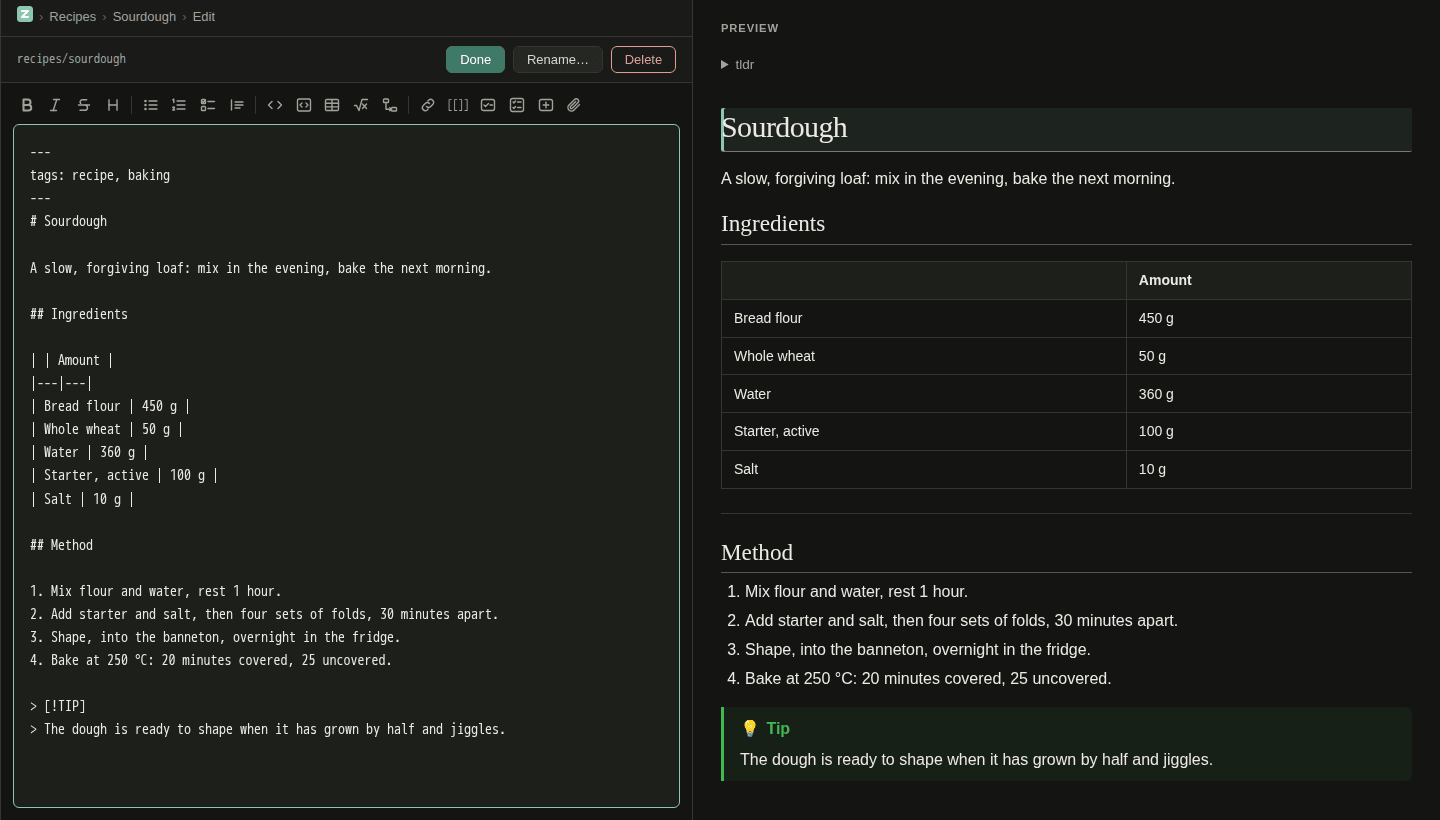 Z › Recipes › Sourdough › Edit
recipes/sourdough
Done
Rename…
Delete
[[]]
---
tags: recipe, baking
---
# Sourdough
A slow, forgiving loaf: mix in the evening, bake the next morning.
## Ingredients
| | Amount |
|---|---|
| Bread flour | 450 g |
| Whole wheat | 50 g |
| Water | 360 g |
| Starter, active | 100 g |
| Salt | 10 g |
## Method
1. Mix flour and water, rest 1 hour.
2. Add starter and salt, then four sets of folds, 30 minutes apart.
3. Shape, into the banneton, overnight in the fridge.
4. Bake at 250 °C: 20 minutes covered, 25 uncovered.
> [!TIP]
> The dough is ready to shape when it has grown by half and jiggles.
PREVIEW
tldr
Sourdough
A slow, forgiving loaf: mix in the evening, bake the next morning.
Ingredients
Amount
Bread flour 450 g
Whole wheat 50 g
Water 360 g
Starter, active 100 g
Salt 10 g
Method
1. Mix flour and water, rest 1 hour.
2. Add starter and salt, then four sets of folds, 30 minutes apart.
3. Shape, into the banneton, overnight in the fridge.
4. Bake at 250 °C: 20 minutes covered, 25 uncovered.
💡 Tip
The dough is ready to shape when it has grown by half and jiggles.